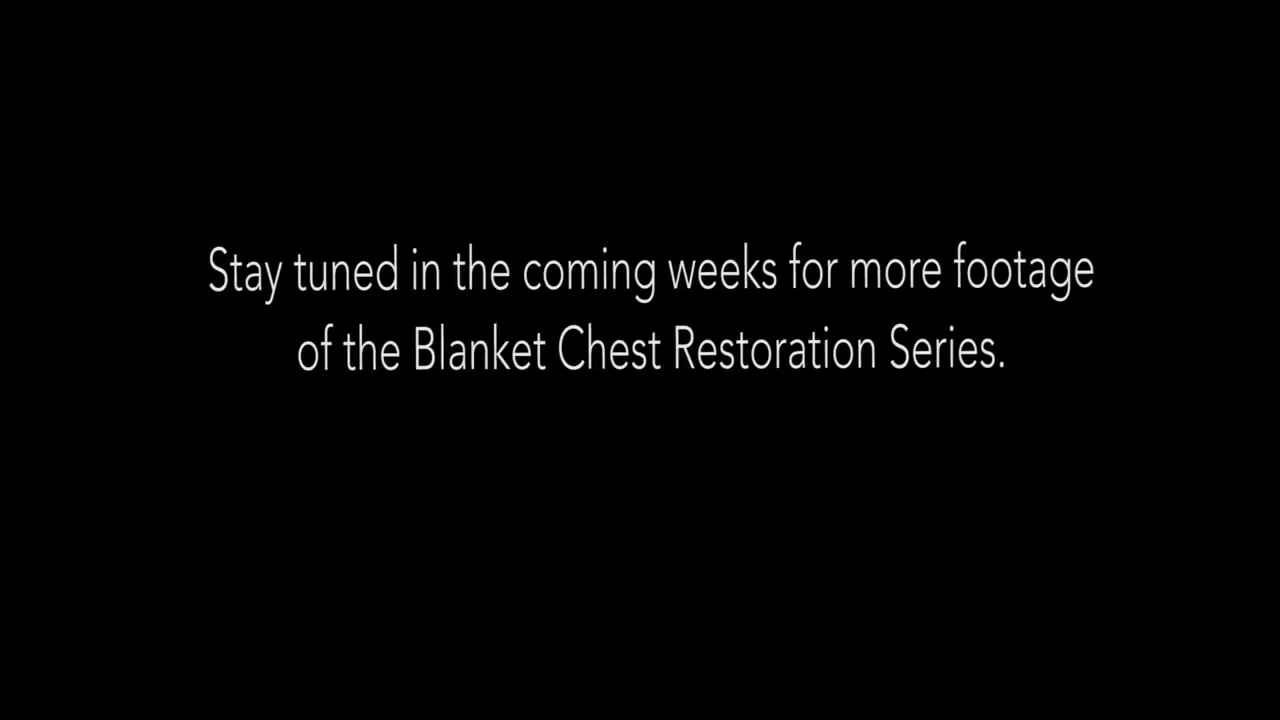 Stay tuned in the coming weeks for more footage
of the Blanket Chest Restoration Series.